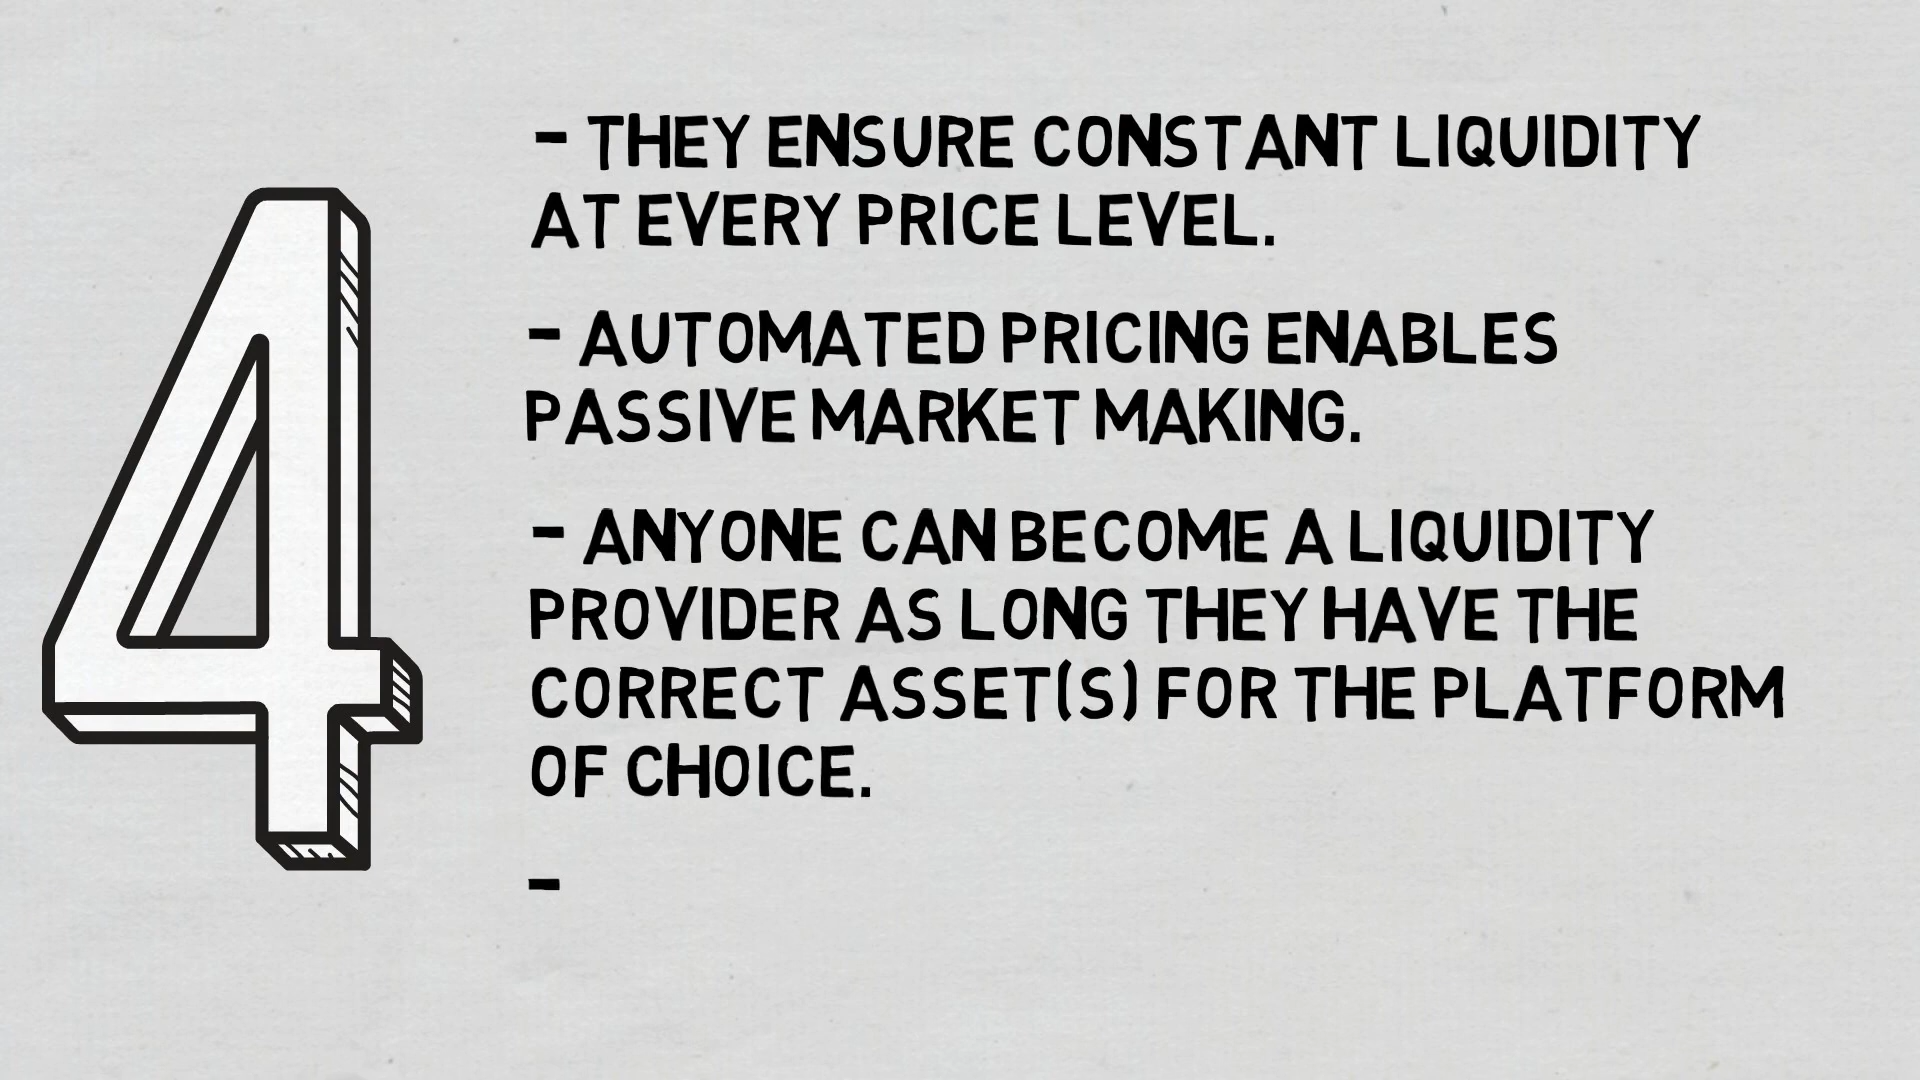 4
- THEY ENSURE CONSTANT LIQUIDITY
AT EVERY PRICE LEVEL.
- AUTOMATED PRICING ENABLES
PASSIVE MARKET MAKING.
- ANYONE CAN BECOME A LIQUIDITY
PROVIDER AS LONG THEY HAVE THE
CORRECT ASSET(S) FOR THE PLATFORM
OF CHOICE.
-